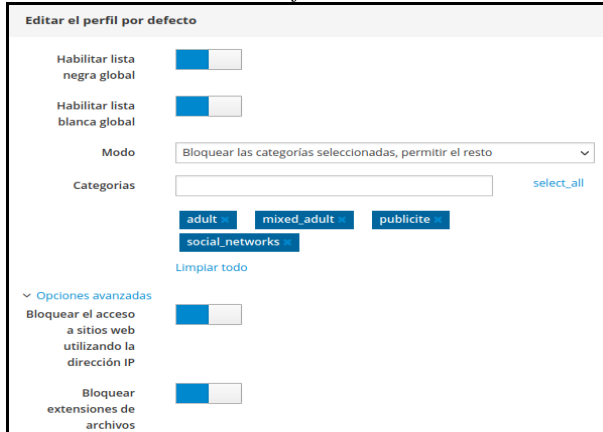 Editar el perfil por defecto
Habilitar lista
negra global
Habilitar lista
blanca global
Modo
Bloquear las categorías seleccionadas, permitir el resto
Categorias
select_all
adult × mixed_adult × publicite ×
social_networks ×
Limpiar todo
Opciones avanzadas
Bloquear el acceso
a sitios web
utilizando la
dirección IP
Bloquear
extensiones de
archivos